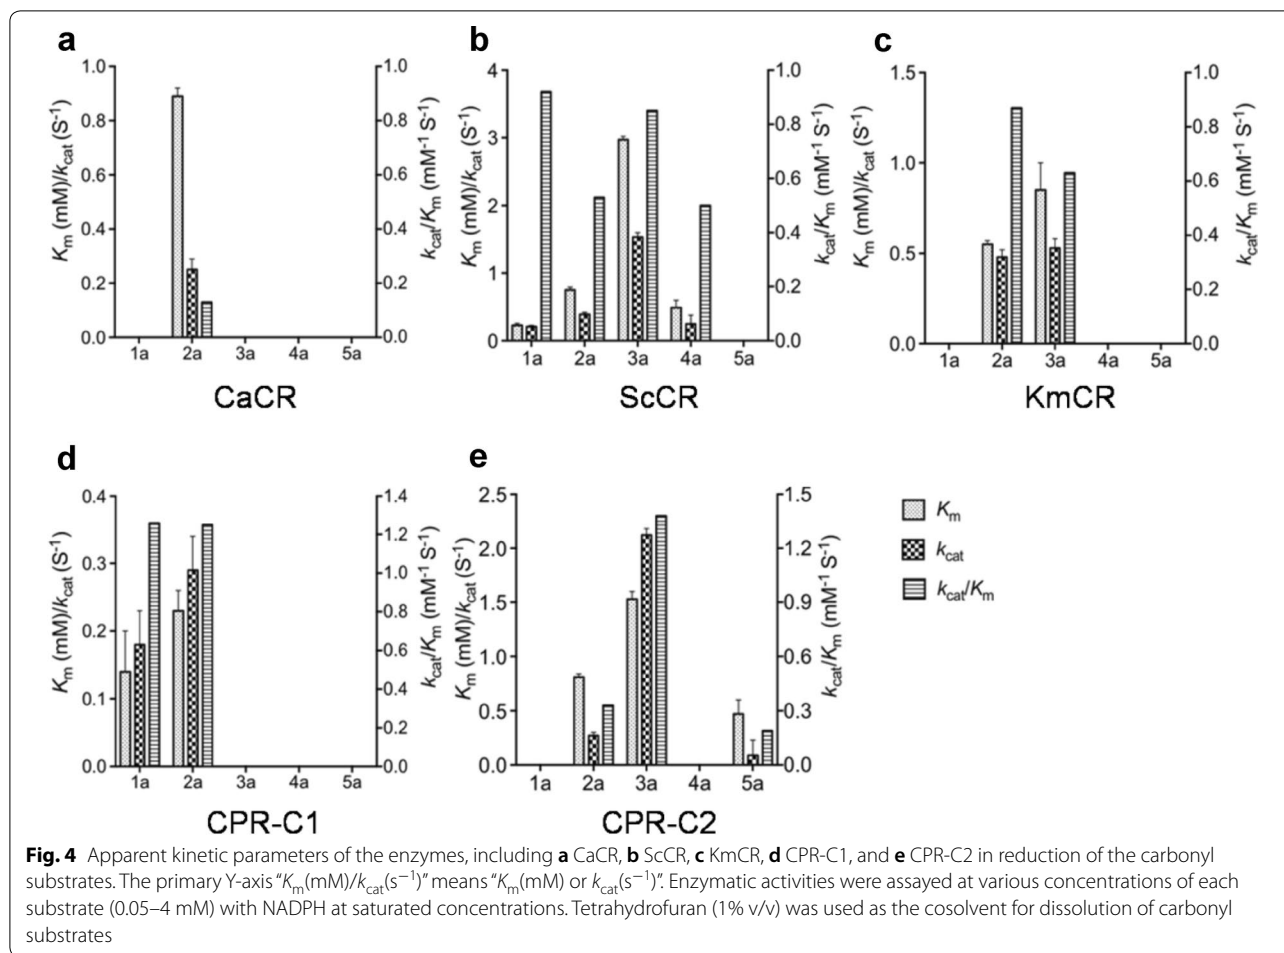 a
b
c
1.0
0.8
0.6
0.4
0.2
0.0
Km (mM)/kcat (S-1)
1.0
0.8
0.6
0.4
0.2
0.0
kcat/Km (mM-1 S-1)
1a 2a 3a 4a 5a
CaCR
4
3
2
1
0
Km (mM)/kcat (S-1)
1.0
0.8
0.6
0.4
0.2
0.0
kcat/Km (mM-1 S-1)
1a 2a 3a 4a 5a
ScCR
1.5
1.0
0.5
0.0
Km (mM)/kcat (S-1)
1.0
0.8
0.6
0.4
0.2
0.0
kcat/Km (mM-1 S-1)
1a 2a 3a 4a 5a
KmCR
d
e
0.4
0.3
0.2
0.1
0.0
Km (mM)/kcat (S-1)
1.4
1.2
1.0
0.8
0.6
0.4
0.2
0.0
kcat/Km (mM-1 S-1)
1a 2a 3a 4a 5a
CPR-C1
2.5
2.0
1.5
1.0
0.5
0.0
Km (mM)/kcat (S-1)
1.5
1.2
0.9
0.6
0.3
0.0
kcat/Km (mM-1 S-1)
1a 2a 3a 4a 5a
CPR-C2
Km
kcat
kcat/Km
Fig. 4 Apparent kinetic parameters of the enzymes, including a CaCR, b ScCR, c KmCR, d CPR-C1, and e CPR-C2 in reduction of the carbonyl
substrates. The primary Y-axis “Km(mM)/kcat(s−1)” means “Km(mM) or kcat(s−1)”. Enzymatic activities were assayed at various concentrations of each
substrate (0.05–4 mM) with NADPH at saturated concentrations. Tetrahydrofuran (1% v/v) was used as the cosolvent for dissolution of carbonyl
substrates